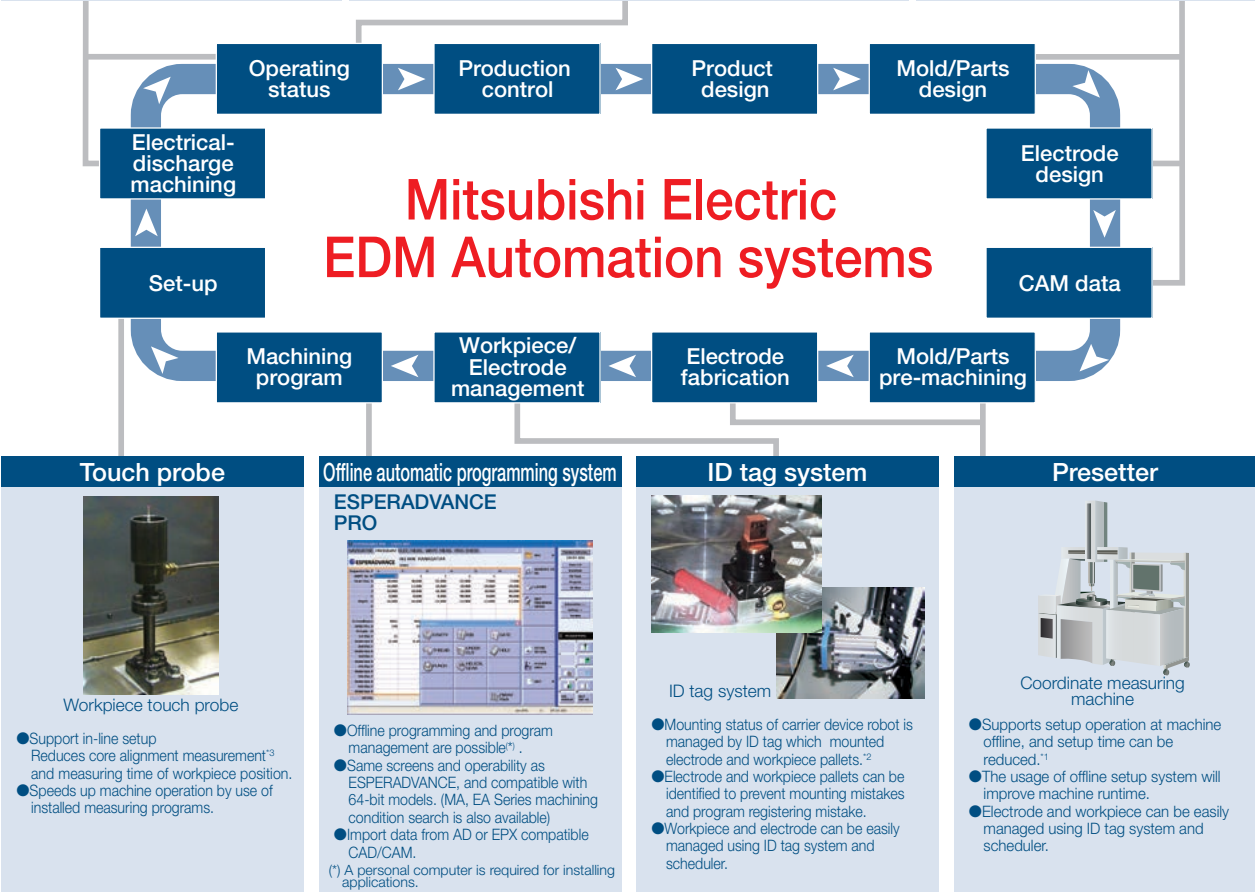 Operating
status
Production
control
Product
design
Mold/Parts
design
Electrical-
discharge
machining
Electrode
design
Mitsubishi Electric
EDM Automation systems
Set-up
CAM data
Machining
program
Workpiece/
Electrode
management
Electrode
fabrication
Mold/Parts
pre-machining
Touch probe
Workpiece touch probe
●Support in-line setup
Reduces core alignment measurement*3
and measuring time of workpiece position.
●Speeds up machine operation by use of
installed measuring programs.
Offline automatic programming system
ESPERADVANCE
PRO
ESPERADVANCE
●Offline programming and program
management are possible(*) .
●Same screens and operability as
ESPERADVANCE, and compatible with
64-bit models. (MA, EA Series machining
condition search is also available)
●Import data from AD or EPX compatible
CAD/CAM.
(*) A personal computer is required for installing
applications.
ID tag system
ID tag system
●Mounting status of carrier device robot is
managed by ID tag which mounted
electrode and workpiece pallets.*2
●Electrode and workpiece pallets can be
identified to prevent mounting mistakes
and program registering mistake.
●Workpiece and electrode can be easily
managed using ID tag system and
scheduler.
Presetter
Coordinate measuring
machine
●Supports setup operation at machine
offline, and setup time can be
reduced.*1
●The usage of offline setup system will
improve machine runtime.
●Electrode and workpiece can be easily
managed using ID tag system and
scheduler.